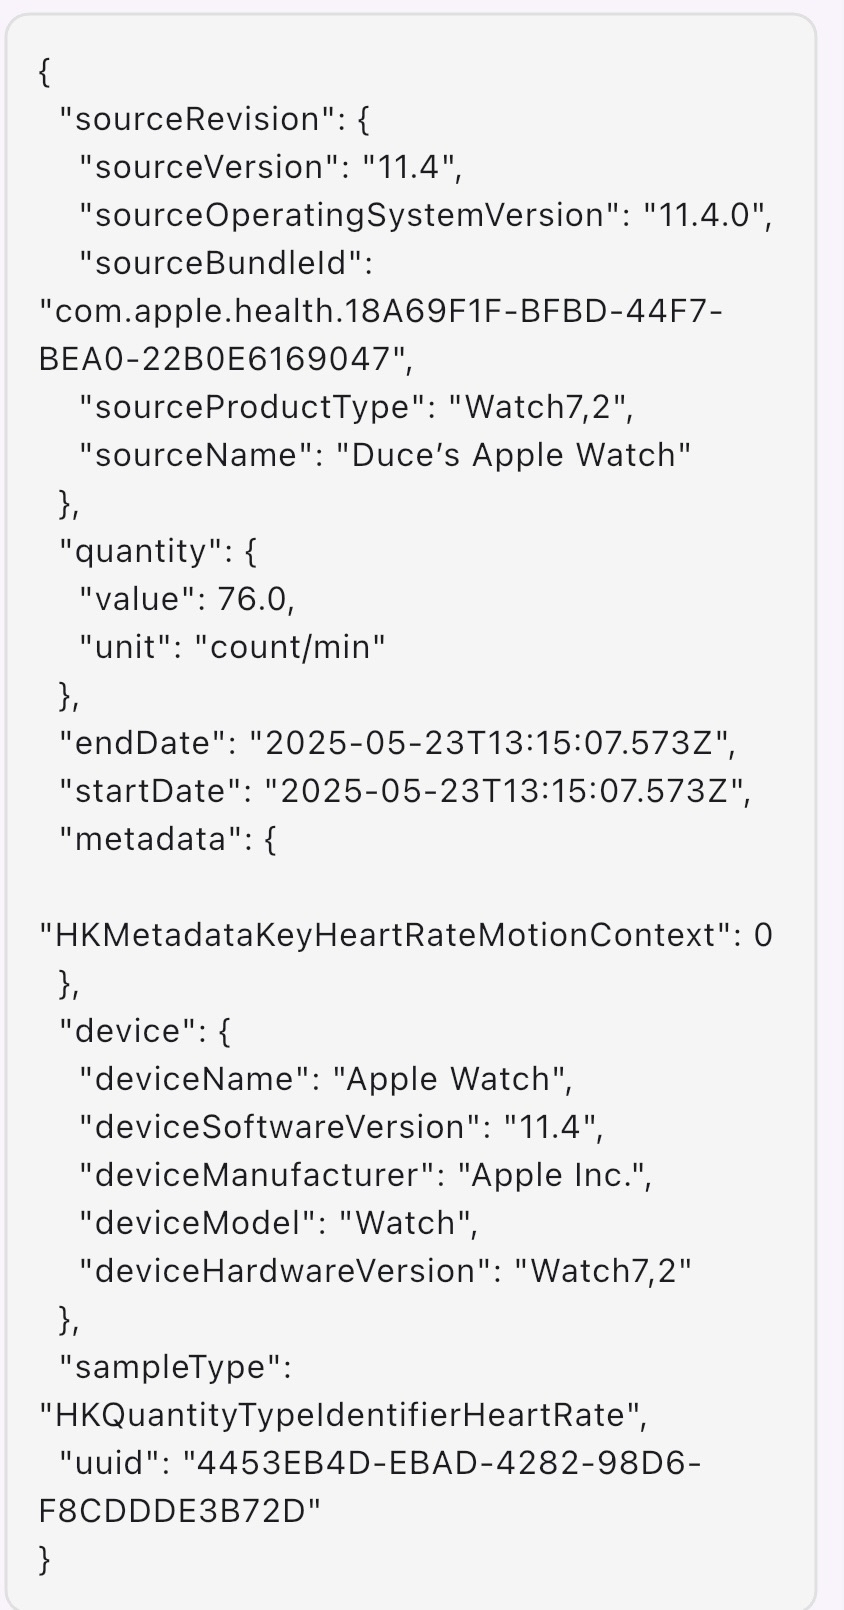 {
  "sourceRevision": {
    "sourceVersion": "11.4",
    "sourceOperatingSystemVersion": "11.4.0",
    "sourceBundleId":
"com.apple.health.18A69F1F-BFBD-44F7-
BEA0-22B0E6169047",
    "sourceProductType": "Watch7,2",
    "sourceName": "Duce’s Apple Watch"
  },
  "quantity": {
    "value": 76.0,
    "unit": "count/min"
  },
  "endDate": "2025-05-23T13:15:07.573Z",
  "startDate": "2025-05-23T13:15:07.573Z",
  "metadata": {

"HKMetadataKeyHeartRateMotionContext": 0
  },
  "device": {
    "deviceName": "Apple Watch",
    "deviceSoftwareVersion": "11.4",
    "deviceManufacturer": "Apple Inc.",
    "deviceModel": "Watch",
    "deviceHardwareVersion": "Watch7,2"
  },
  "sampleType":
"HKQuantityTypeIdentifierHeartRate",
  "uuid": "4453EB4D-EBAD-4282-98D6-
F8CDDDE3B72D"
}